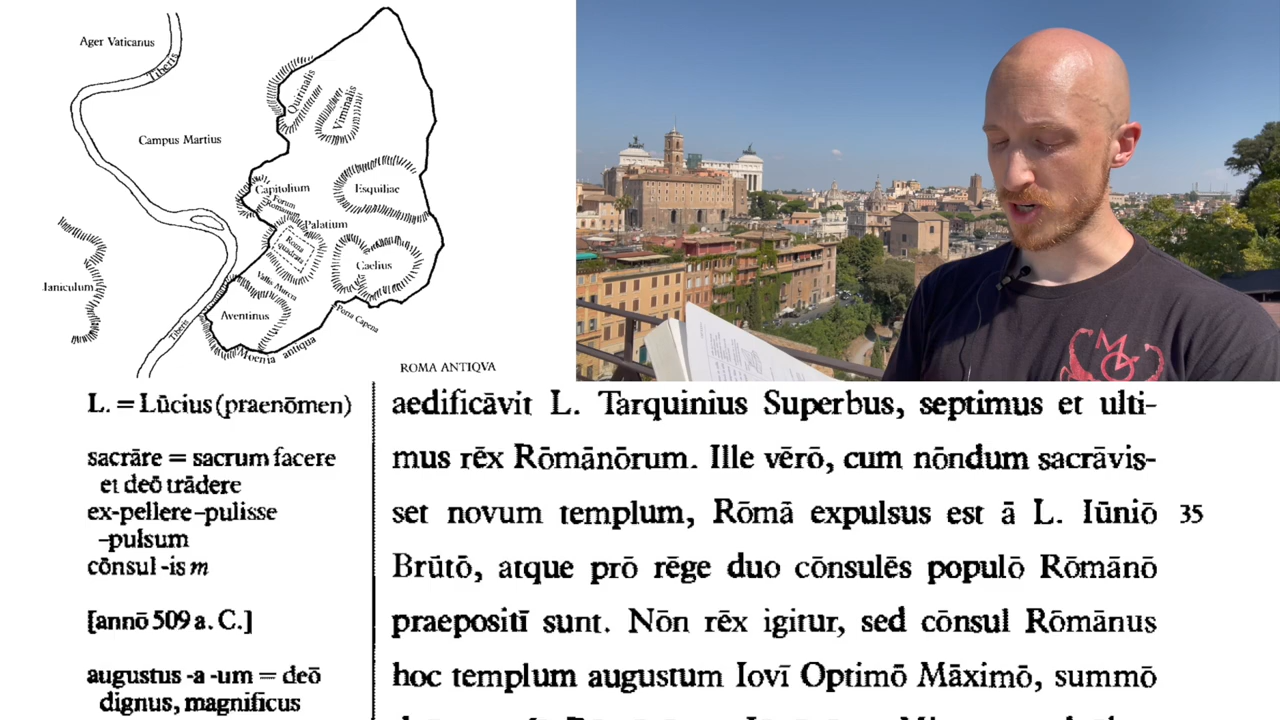 Ager Vaticanus
Tiberis
Campus Martius
Quirinalis
Viminalis
Capitolium
Forum
Romanum
Esquiliae
Palatium
Roma
quadrata
Caelius
Vallis Murcia
Janiculum
Aventinus
Porta Capena
Tiberis
Moenia antiqua
ROMA ANTIQVA
L. = Lūcius (praenōmen)
sacrāre = sacrum facere
et deō trādere
ex-pellere -pulisse
-pulsum
cōnsul -is m
[annō 509 a. C.]
augustus -a -um = deō
dignus, magnificus
aedificāvit L. Tarquinius Superbus, septimus et ulti-
mus rēx Rōmānōrum. Ille vērō, cum nōndum sacrāvis-
set novum templum, Rōmā expulsus est ā L. Iūniō 35
Brūtō, atque prō rēge duo cōnsulēs populō Rōmānō
praepositī sunt. Nōn rēx igitur, sed cōnsul Rōmānus
hoc templum augustum Iovī Optimō Māximō, summō